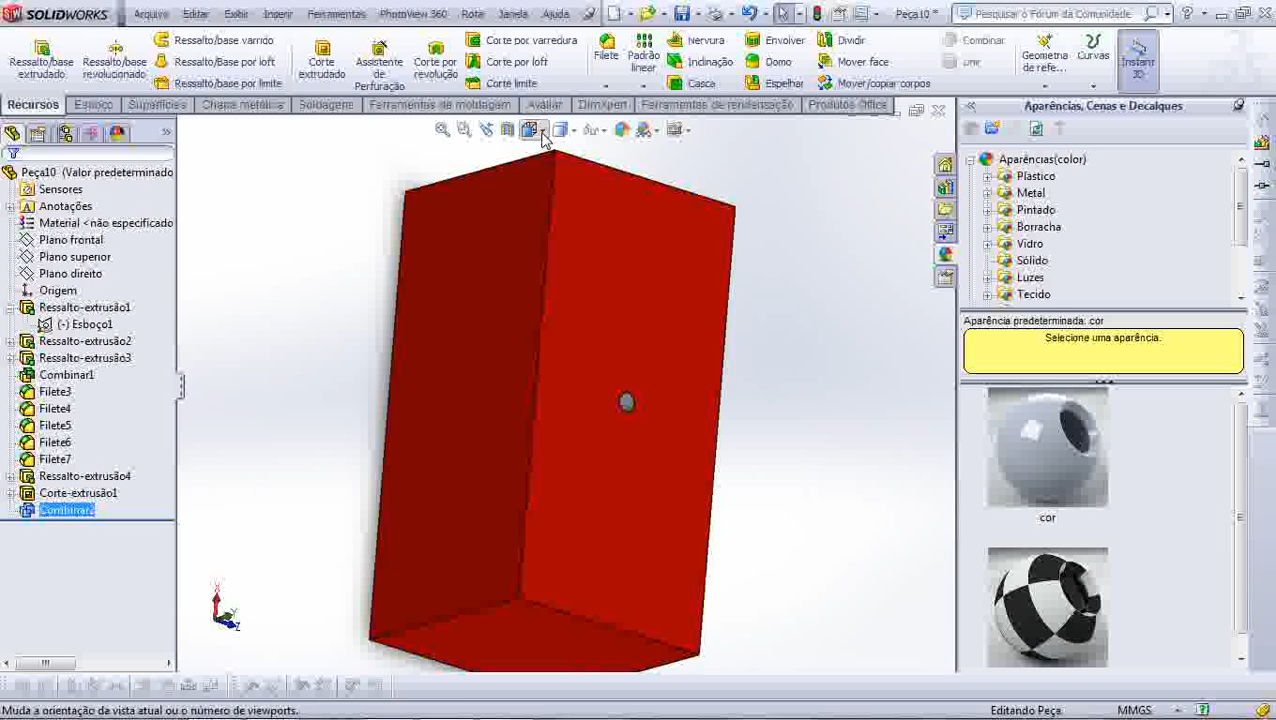 SOLIDWORKS Arquivo Editar Exibir Inserir Ferramentas PhotoView 360 Rota Janela Ajuda Peça10 * Pesquisar o Fórum da Comunidade
Ressalto/base extrudado
Ressalto/base revolucionado
Ressalto/base varrido
Ressalto/base por loft
Ressalto/base por limite
Corte extrudado
Assistente de Perfuração
Corte por revolução
Corte por varredura
Corte por loft
Corte limite
Filete
Padrão linear
Nervura
Inclinação
Casca
Envolver
Domo
Espelhar
Dividir
Mover face
Mover/copiar corpos
Combinar
Unir
Geometria de refe...
Curvas
Instant 3D
Recursos Esboço Superfícies Chapa metálica Soldagens Ferramentas de moldagem Avaliar DimXpert Ferramentas de renderização Produtos Office
Peça10 (Valor predeterminado
Sensores
Anotações
Material <não especificado
Plano frontal
Plano superior
Plano direito
Origem
Ressalto-extrusão1
(-) Esboço1
Ressalto-extrusão2
Ressalto-extrusão3
Combinar1
Filete3
Filete4
Filete5
Filete6
Filete7
Ressalto-extrusão4
Corte-extrusão1
Combinar2
X
Y
Z
Aparências, Cenas e Decalques
Aparências(color)
Plástico
Metal
Pintado
Borracha
Vidro
Sólido
Luzes
Tecido
Aparência predeterminada: cor
Selecione uma aparência.
cor
Muda a orientação da vista atual ou o número de viewports.
Editando Peça
MMGS